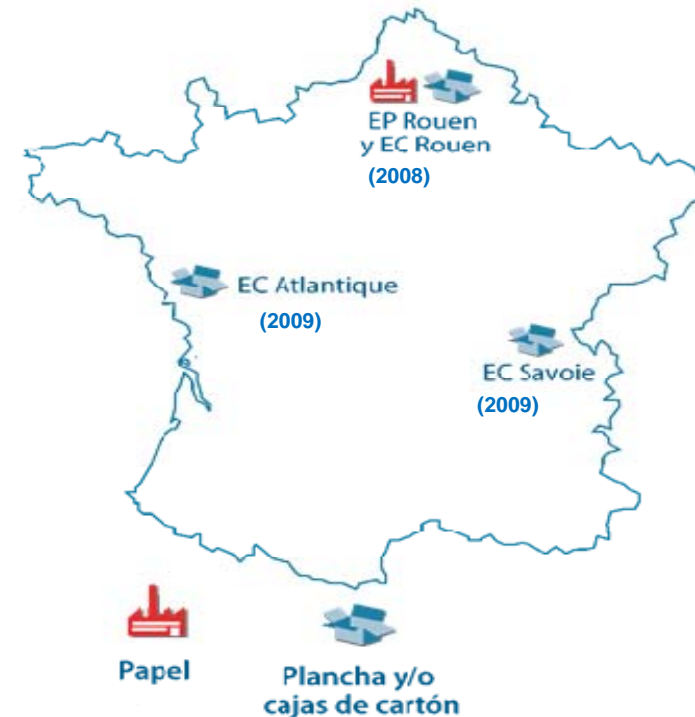 EP Rouen
y EC Rouen
(2008)
EC Atlantique
(2009)
EC Savoie
(2009)
Papel
Plancha y/o
cajas de cartón